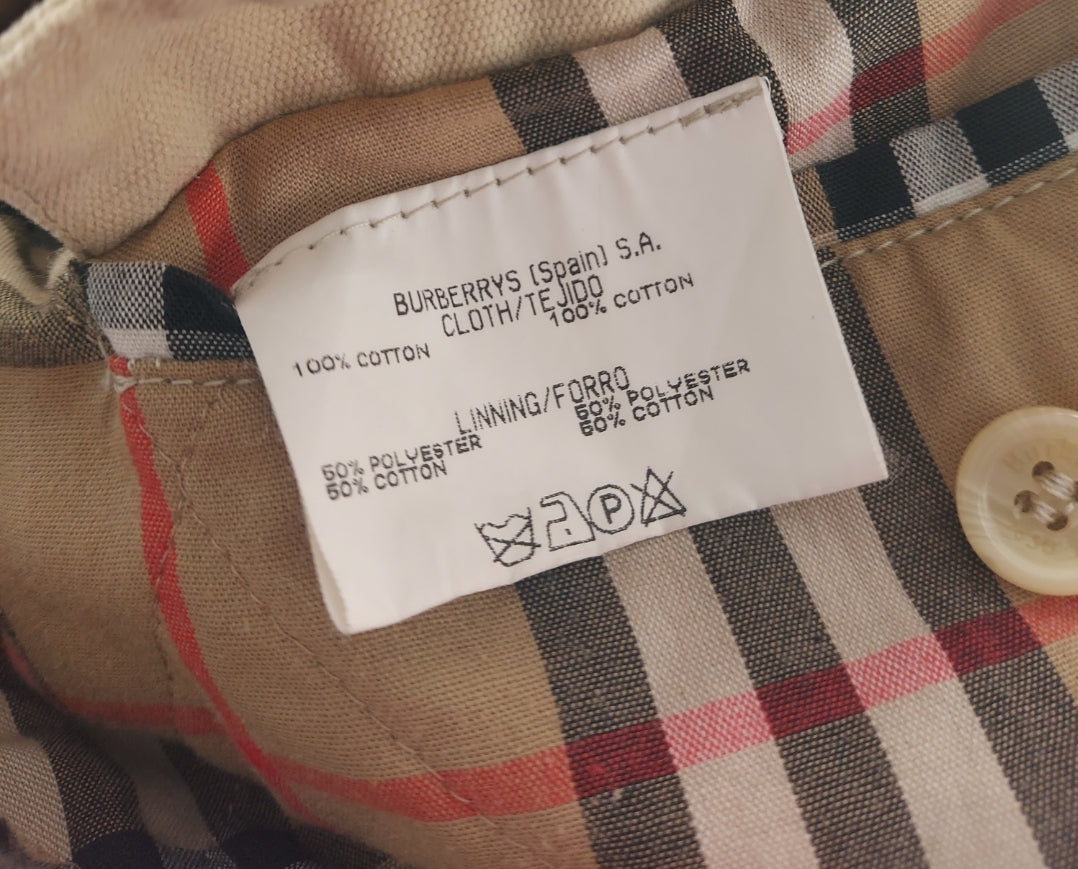 BURBERRYS (Spain) S.A.
CLOTH/TEJIDO
100% COTTON 100% COTTON
LINNING/FORRO
50% POLYESTER 50% POLYESTER
50% COTTON 50% COTTON
P